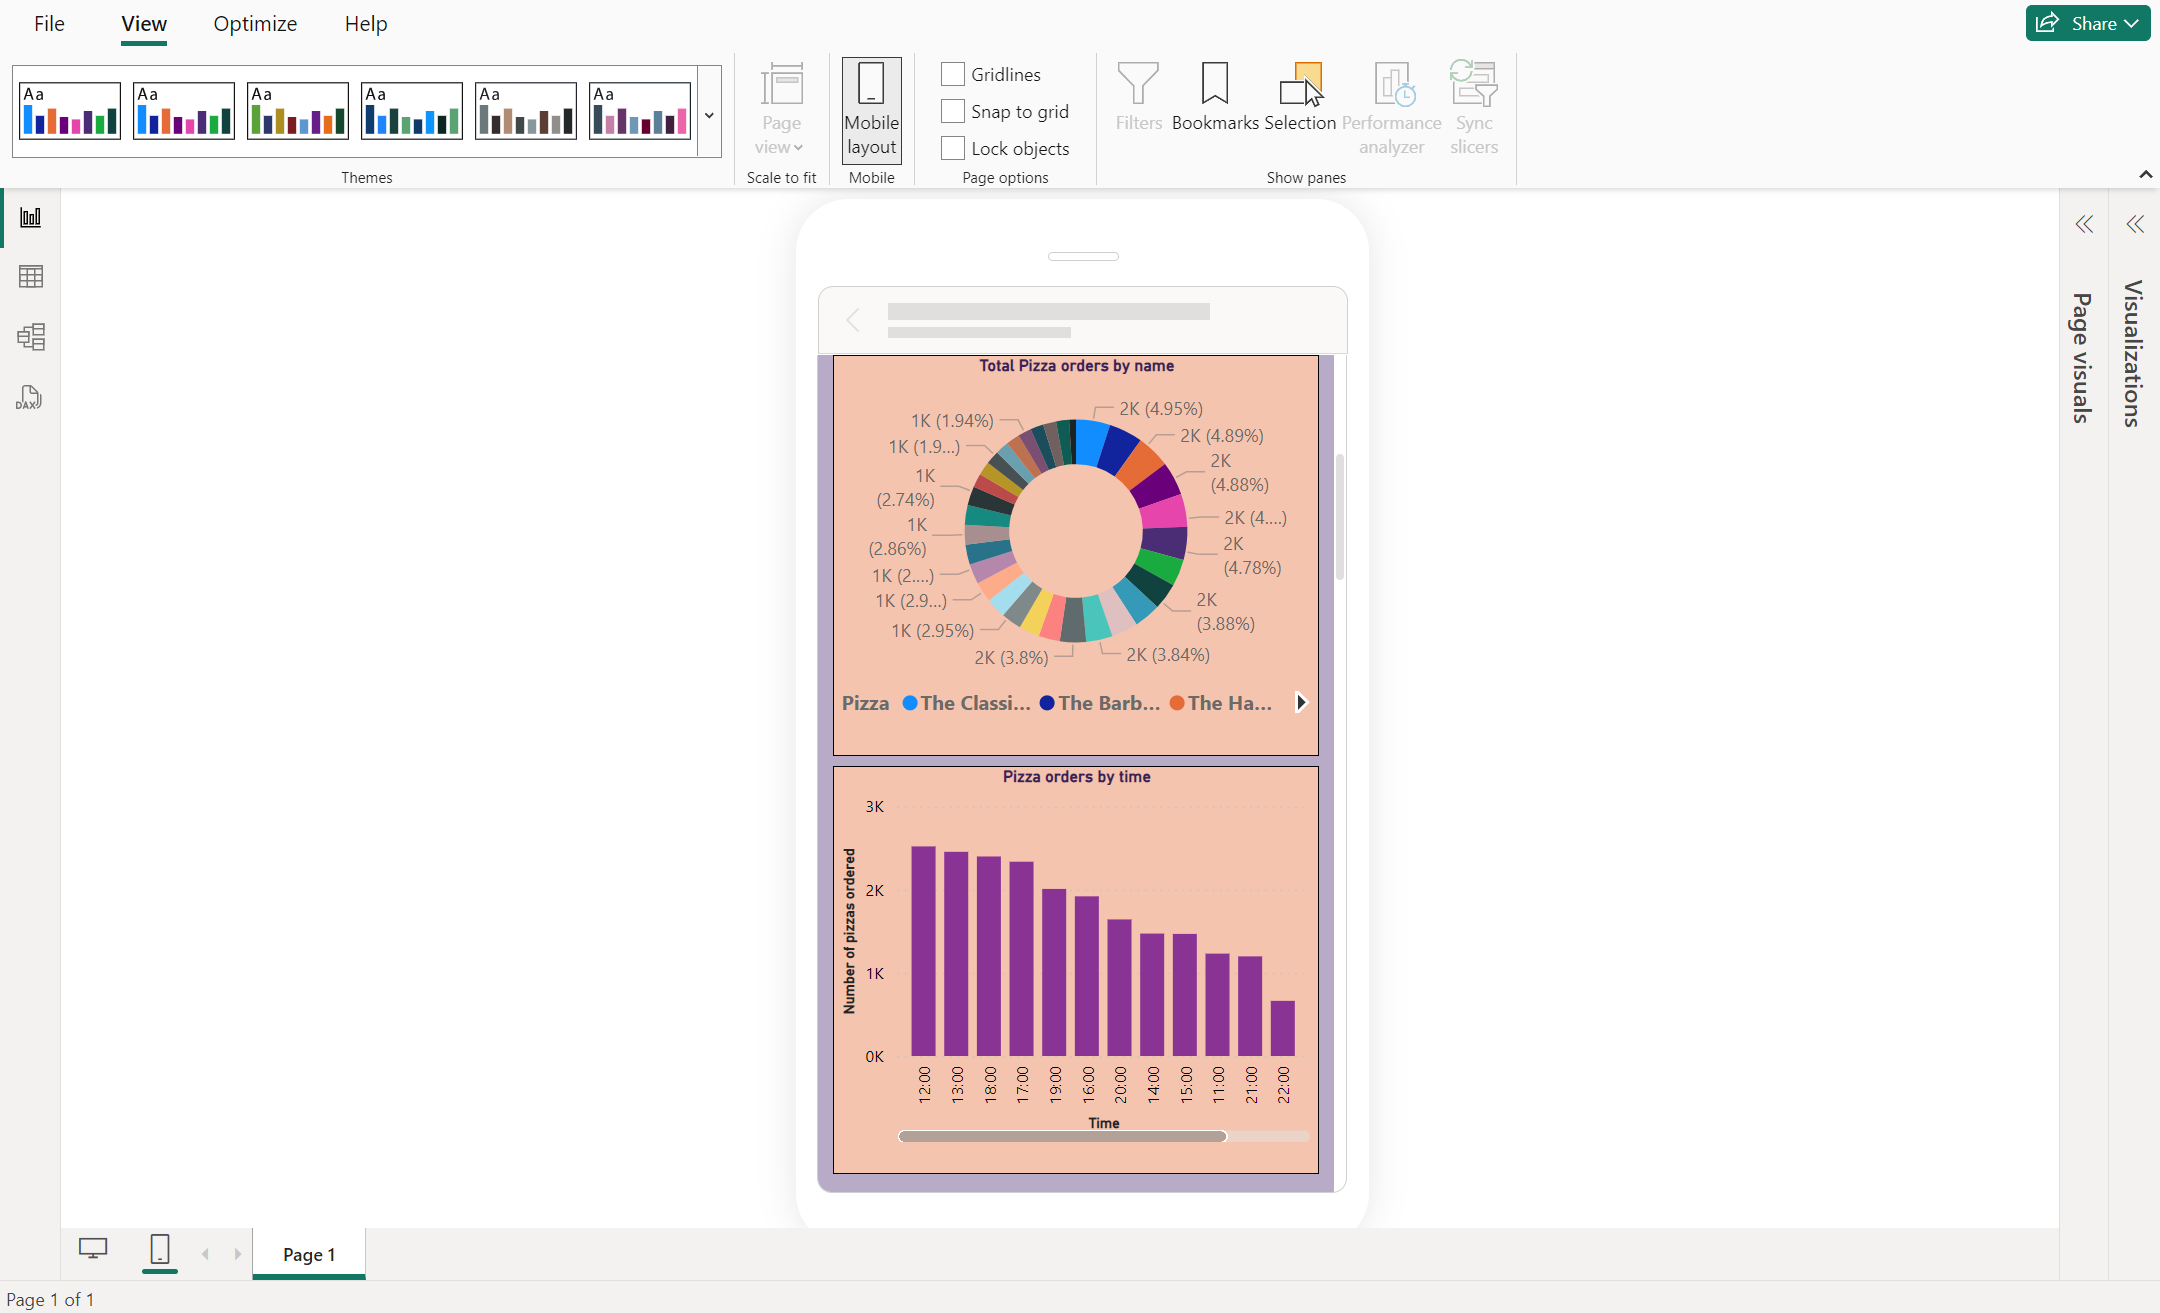 File View Optimize Help Share
Aa Aa Aa Aa Aa Aa
Page view
Mobile layout
Gridlines
Snap to grid
Lock objects
Filters Bookmarks Selection Performance analyzer Sync slicers
Themes Scale to fit Mobile Page options Show panes
DAX
Page visuals
Visualizations
Total Pizza orders by name
2K (4.95%)
2K (4.89%)
2K
(4.88%)
2K (4....)
2K
(4.78%)
2K
(3.88%)
2K (3.84%)
2K (3.8%)
1K (2.95%)
1K (2.9...)
1K (2....)
1K
(2.86%)
1K
(2.74%)
1K (1.9...)
1K (1.94%)
Pizza The Classi... The Barb... The Ha...
Pizza orders by time
Number of pizzas ordered
3K
2K
1K
0K
12:00 13:00 18:00 17:00 19:00 16:00 20:00 14:00 15:00 11:00 21:00 22:00
Time
Page 1
Page 1 of 1